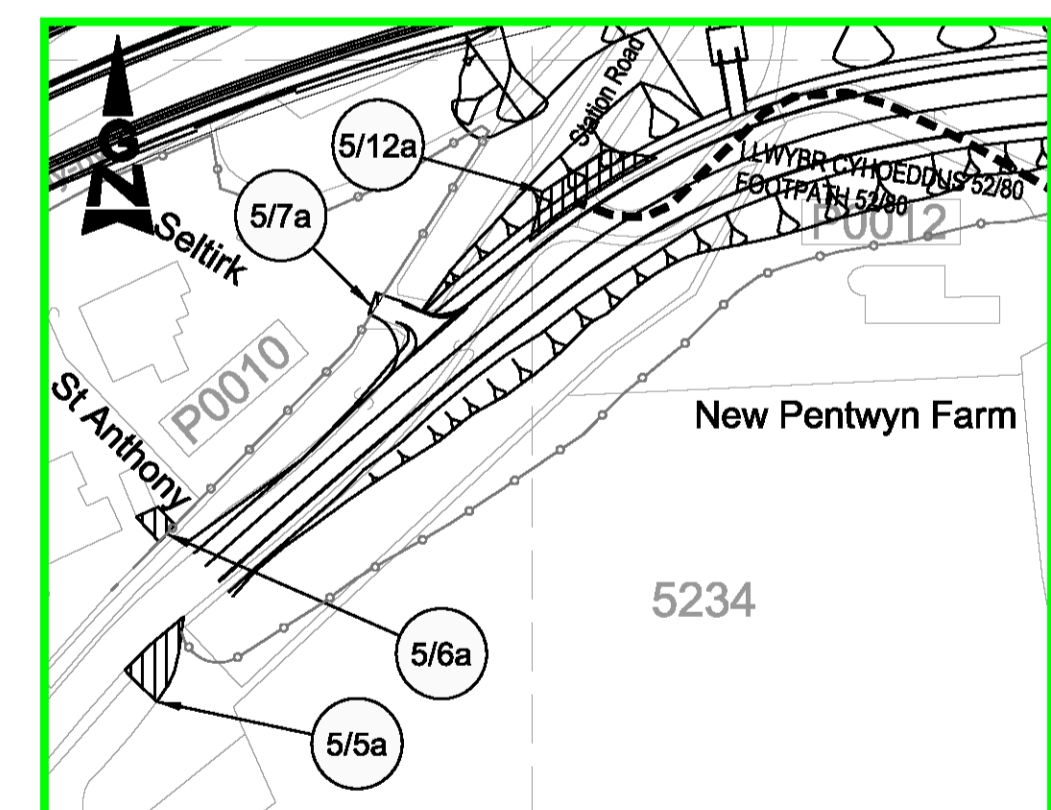 Station Road
5/12a
LLWYBR CYHOEDDUS 52/80
FOOTPATH 52/80
P0012
5/7a
G
N
Seltirk
P0010
St Anthony
New Pentwyn Farm
5234
5/6a
5/5a